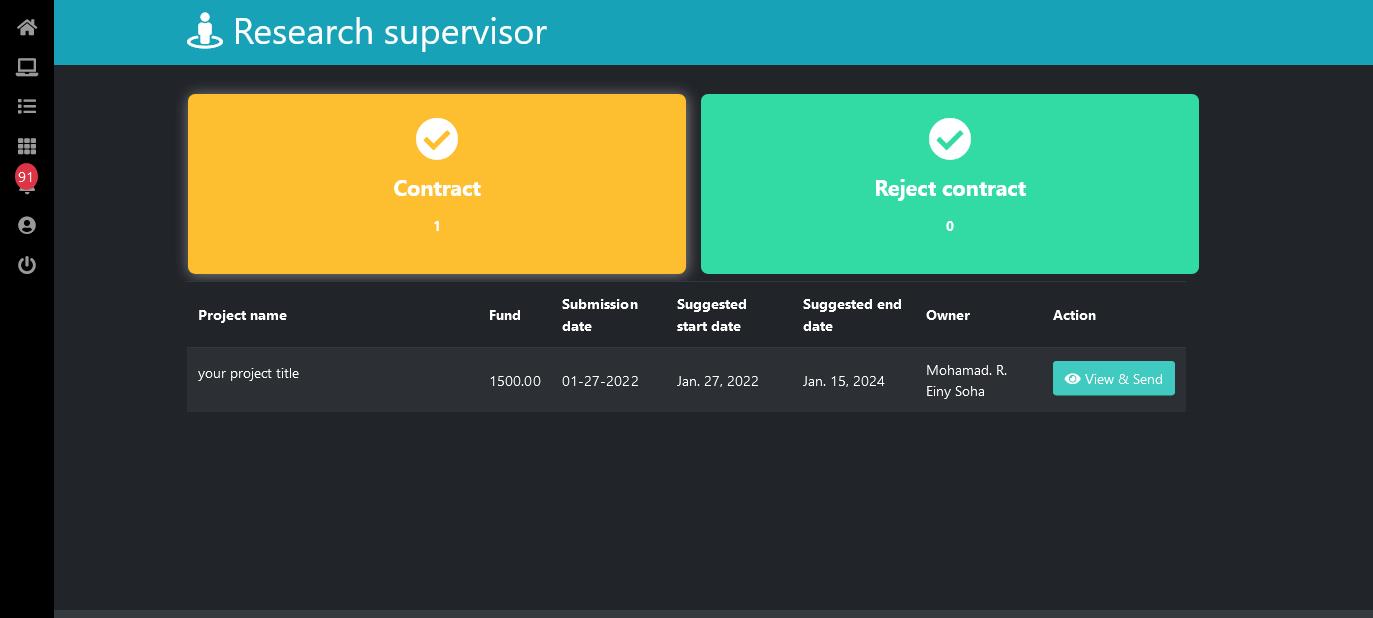 Research supervisor
91
Contract
1
Reject contract
0
Project name
Fund
Submission
date
Suggested
start date
Suggested end
date
Owner
Action
your project title
1500.00
01-27-2022
Jan. 27, 2022
Jan. 15, 2024
Mohamad. R.
Einy Soha
View & Send